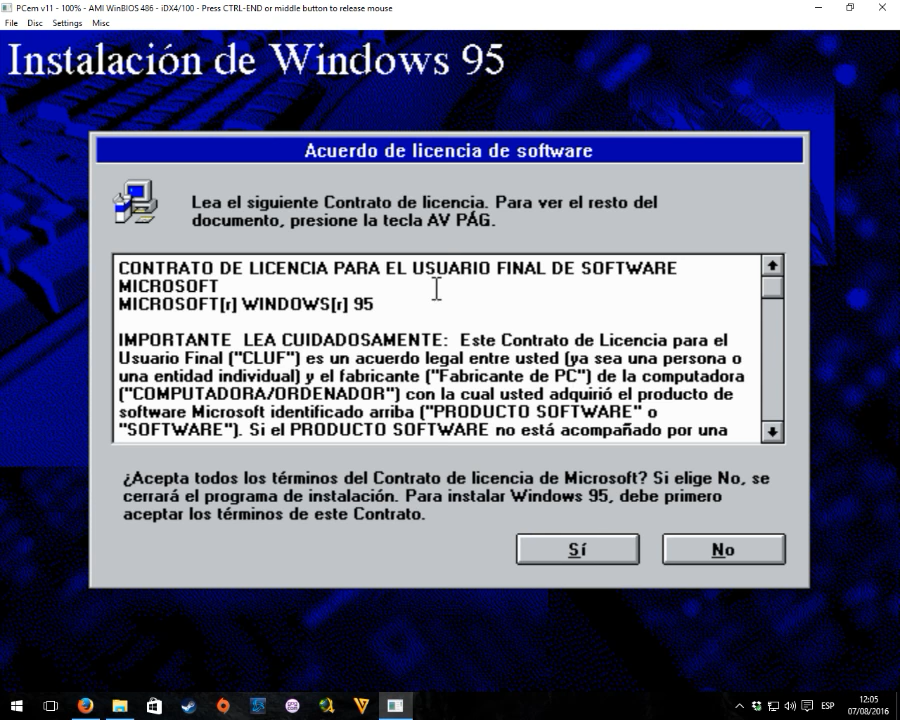 PCem v11 - 100% - AMI WinBIOS 486 - iDX4/100 - Press CTRL-END or middle button to release mouse
File Disc Settings Misc
Instalación de Windows 95
Acuerdo de licencia de software
Lea el siguiente Contrato de licencia. Para ver el resto del
documento, presione la tecla AV PÁG.
CONTRATO DE LICENCIA PARA EL USUARIO FINAL DE SOFTWARE
MICROSOFT
MICROSOFT[r] WINDOWS[r] 95
IMPORTANTE  LEA CUIDADOSAMENTE:  Este Contrato de Licencia para el
Usuario Final ("CLUF") es un acuerdo legal entre usted (ya sea una persona o
una entidad individual) y el fabricante ("Fabricante de PC") de la computadora
("COMPUTADORA/ORDENADOR") con la cual usted adquirió el producto de
software Microsoft identificado arriba ("PRODUCTO SOFTWARE" o
"SOFTWARE"). Si el PRODUCTO SOFTWARE no está acompañado por una
¿Acepta todos los términos del Contrato de licencia de Microsoft? Si elige No, se
cerrará el programa de instalación. Para instalar Windows 95, debe primero
aceptar los términos de este Contrato.
Sí No
ESP
12:05
07/08/2016